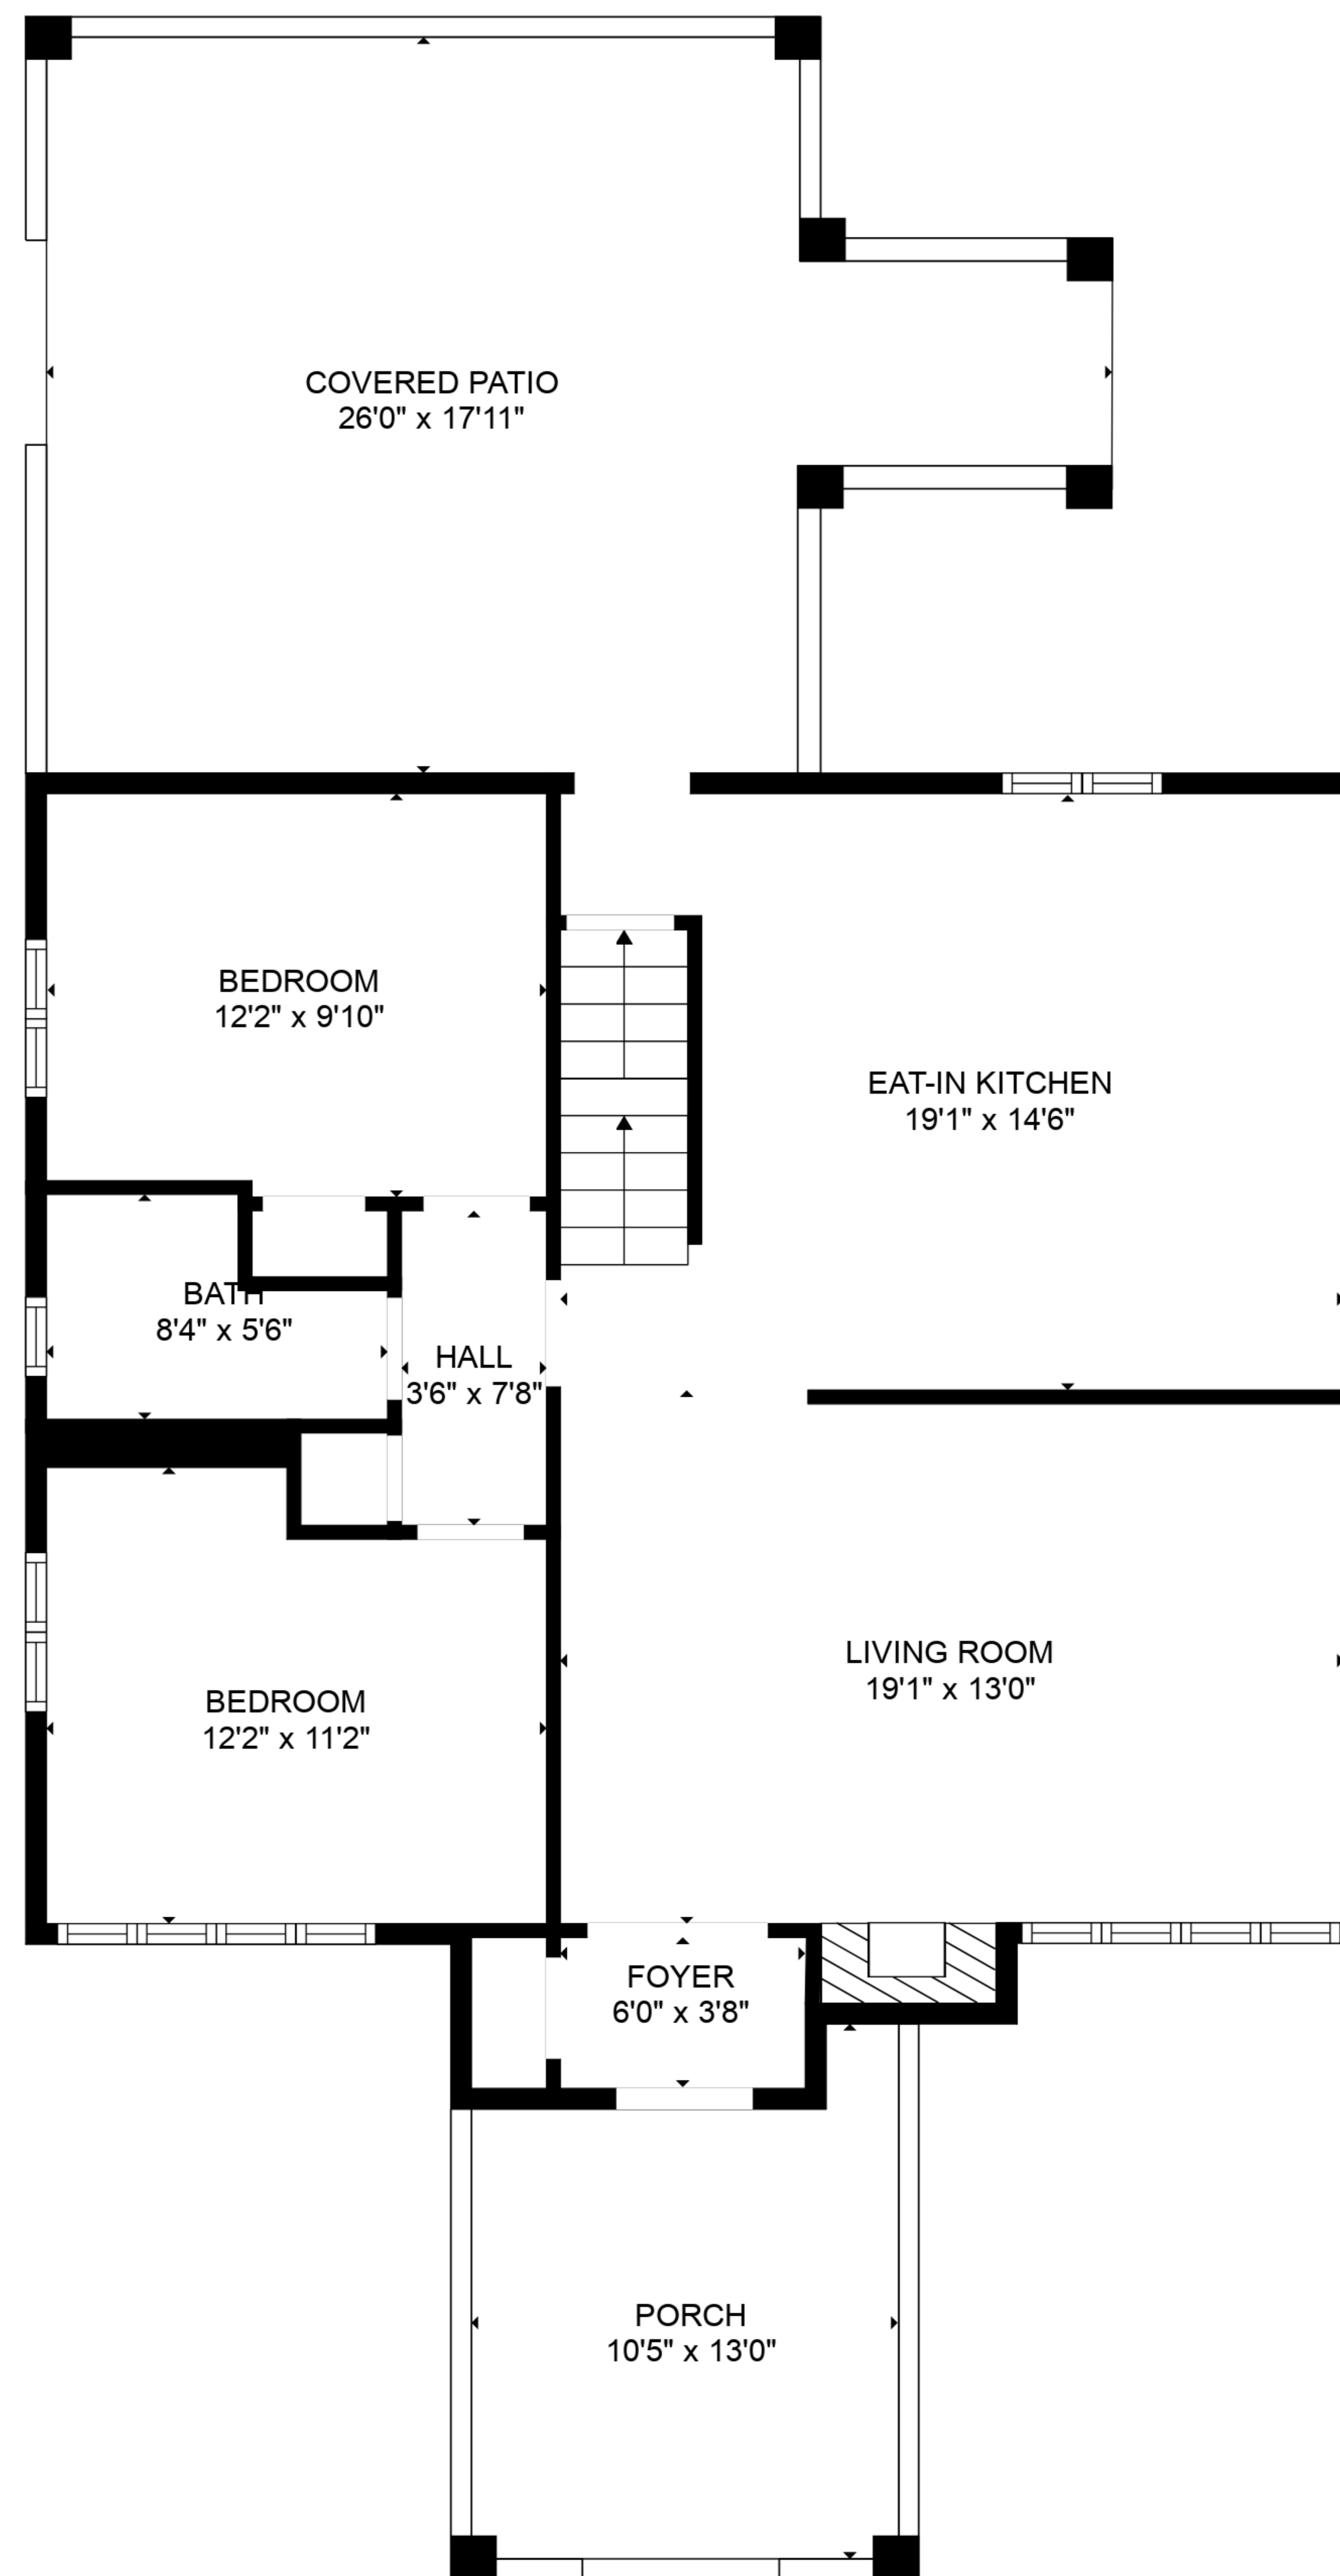 COVERED PATIO
26'0" x 17'11"
BEDROOM
12'2" x 9'10"
EAT-IN KITCHEN
19'1" x 14'6"
BATH
8'4" x 5'6"
HALL
3'6" x 7'8"
LIVING ROOM
19'1" x 13'0"
BEDROOM
12'2" x 11'2"
FOYER
6'0" x 3'8"
PORCH
10'5" x 13'0"